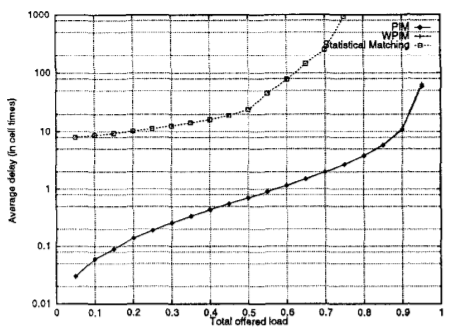 1000
100
10
1
0.1
0.01
Average delay (in cell times)
PIM
WPIM
Statistical Matching
0 0.1 0.2 0.3 0.4 0.5 0.6 0.7 0.8 0.9 1
Total offered load